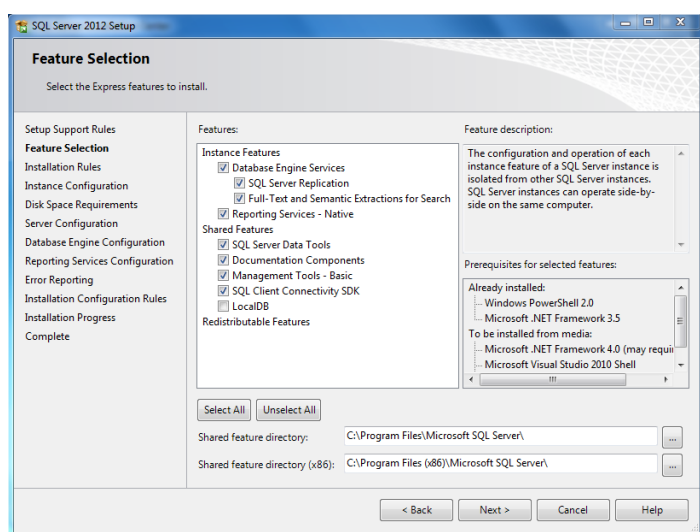 SQL Server 2012 Setup
Feature Selection
Select the Express features to install.
Setup Support Rules
Feature Selection
Installation Rules
Instance Configuration
Disk Space Requirements
Server Configuration
Database Engine Configuration
Reporting Services Configuration
Error Reporting
Installation Configuration Rules
Installation Progress
Complete
Features:
Instance Features
Database Engine Services
SQL Server Replication
Full-Text and Semantic Extractions for Search
Reporting Services - Native
Shared Features
SQL Server Data Tools
Documentation Components
Management Tools - Basic
SQL Client Connectivity SDK
LocalDB
Redistributable Features
Feature description:
The configuration and operation of each
instance feature of a SQL Server instance is
isolated from other SQL Server instances.
SQL Server instances can operate side-by-
side on the same computer.
Prerequisites for selected features:
Already installed:
Windows PowerShell 2.0
Microsoft .NET Framework 3.5
To be installed from media:
Microsoft .NET Framework 4.0 (may requir
Microsoft Visual Studio 2010 Shell
Select All Unselect All
Shared feature directory: C:\Program Files\Microsoft SQL Server\ ...
Shared feature directory (x86): C:\Program Files (x86)\Microsoft SQL Server\ ...
< Back Next > Cancel Help